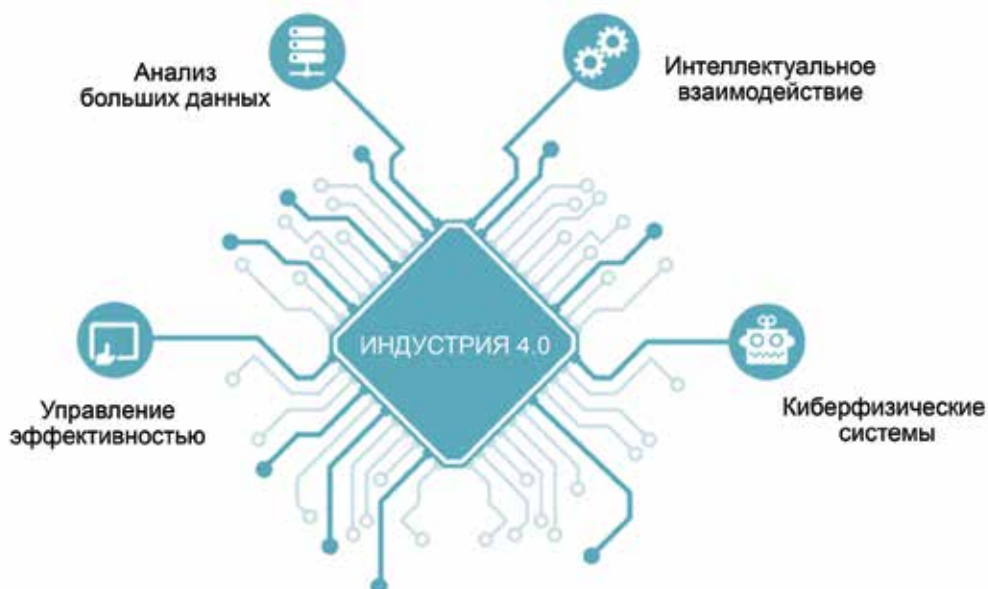 Анализ
больших данных
Интеллектуальное
взаимодействие
ИНДУСТРИЯ 4.0
Управление
эффективностью
Киберфизические
системы